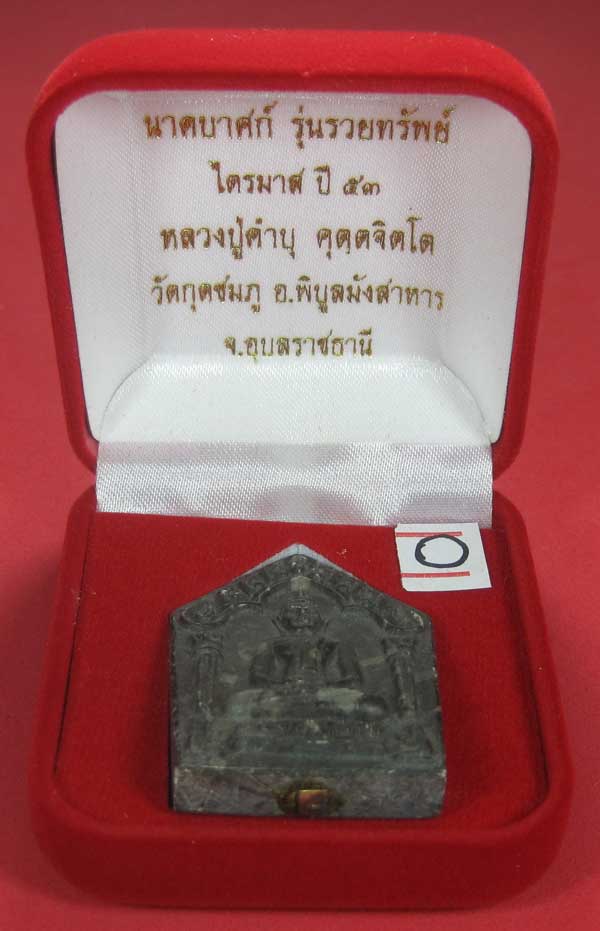 นาคบาศก์ รุ่นรวยทรัพย์
ไตรมาส ปี ๕๓
หลวงปู่คำบุ คุตฺตจิตโต
วัดกุดชมภู อ.พิบูลมังสาหาร
จ.อุบลราชธานี
O